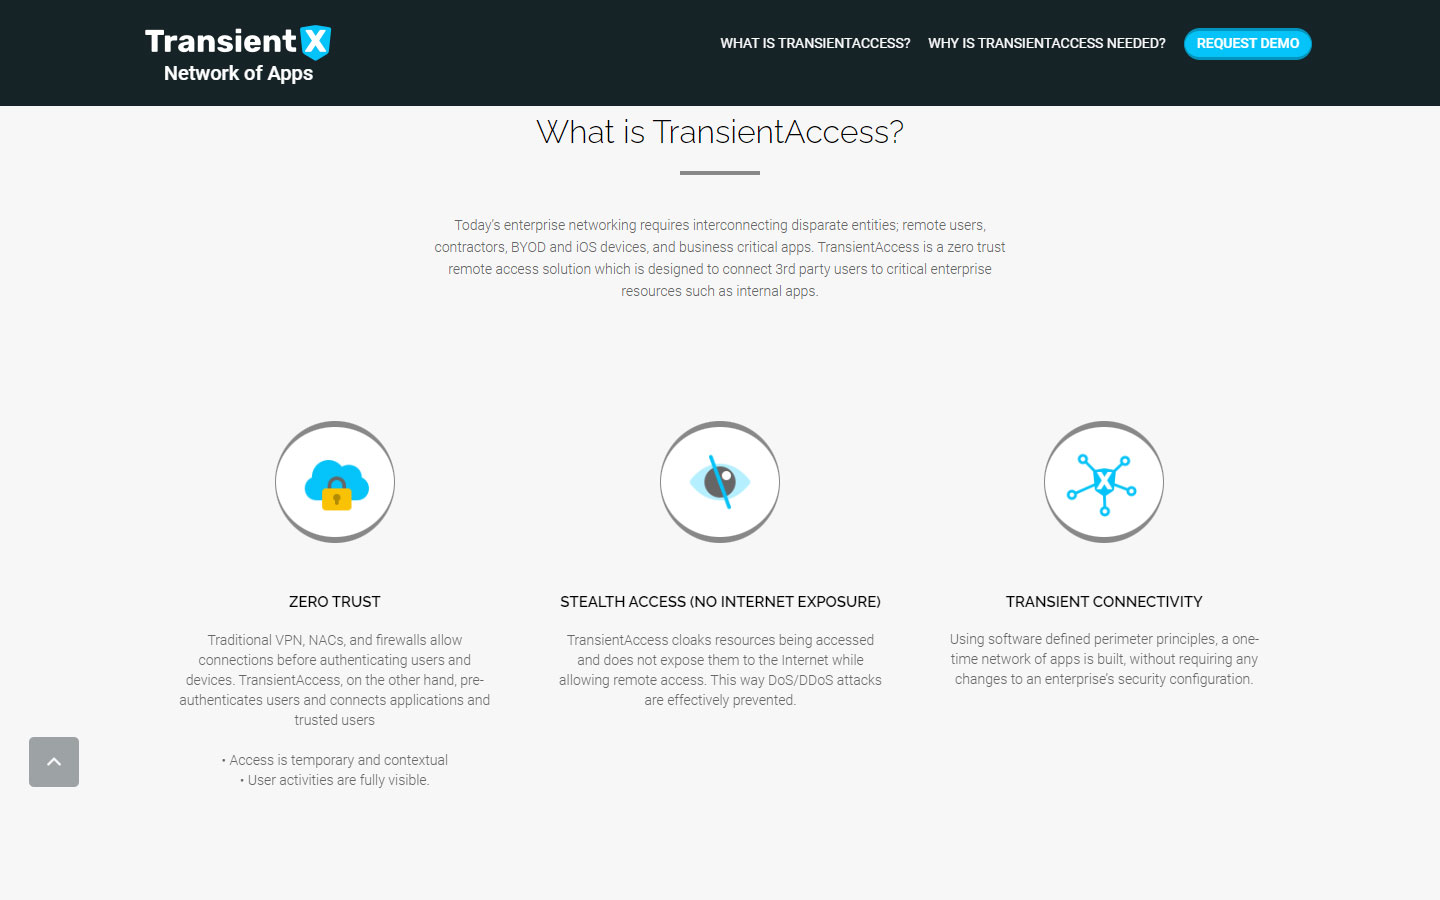 TransientX
Network of Apps
WHAT IS TRANSIENTACCESS?
WHY IS TRANSIENTACCESS NEEDED?
REQUEST DEMO
What is TransientAccess?
Today's enterprise networking requires interconnecting disparate entities; remote users,
contractors, BYOD and iOS devices, and business critical apps. TransientAccess is a zero trust
remote access solution which is designed to connect 3rd party users to critical enterprise
resources such as internal apps.
ZERO TRUST
Traditional VPN, NACs, and firewalls allow
connections before authenticating users and
devices. TransientAccess, on the other hand, pre-
authenticates users and connects applications and
trusted users
• Access is temporary and contextual
• User activities are fully visible.
STEALTH ACCESS (NO INTERNET EXPOSURE)
TransientAccess cloaks resources being accessed
and does not expose them to the Internet while
allowing remote access. This way DoS/DDoS attacks
are effectively prevented.
TRANSIENT CONNECTIVITY
Using software defined perimeter principles, a one-
time network of apps is built, without requiring any
changes to an enterprise's security configuration.